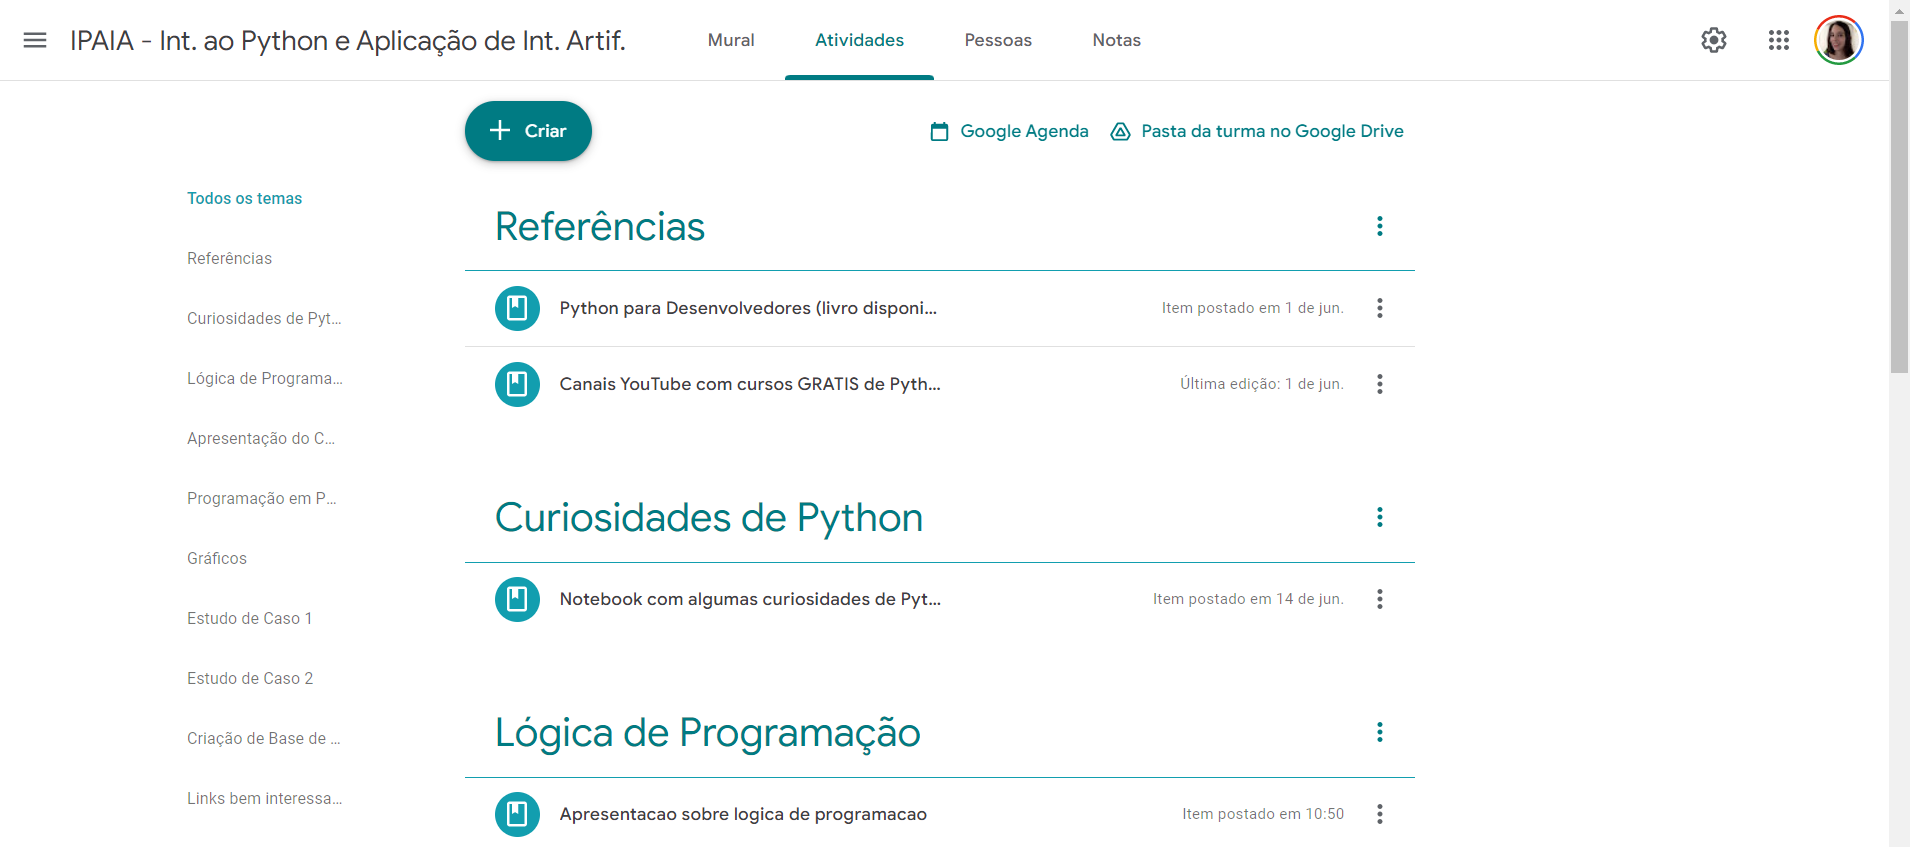 IPAIA - Int. ao Python e Aplicação de Int. Artif.
Mural
Atividades
Pessoas
Notas
Criar
Google Agenda
Pasta da turma no Google Drive
Todos os temas
Referências
Curiosidades de Pyt...
Lógica de Programa...
Apresentação do C...
Programação em P...
Gráficos
Estudo de Caso 1
Estudo de Caso 2
Criação de Base de ...
Links bem interessa...
Referências
Python para Desenvolvedores (livro disponi...
Item postado em 1 de jun.
Canais YouTube com cursos GRATIS de Pyth...
Última edição: 1 de jun.
Curiosidades de Python
Notebook com algumas curiosidades de Pyt...
Item postado em 14 de jun.
Lógica de Programação
Apresentacao sobre logica de programacao
Item postado em 10:50